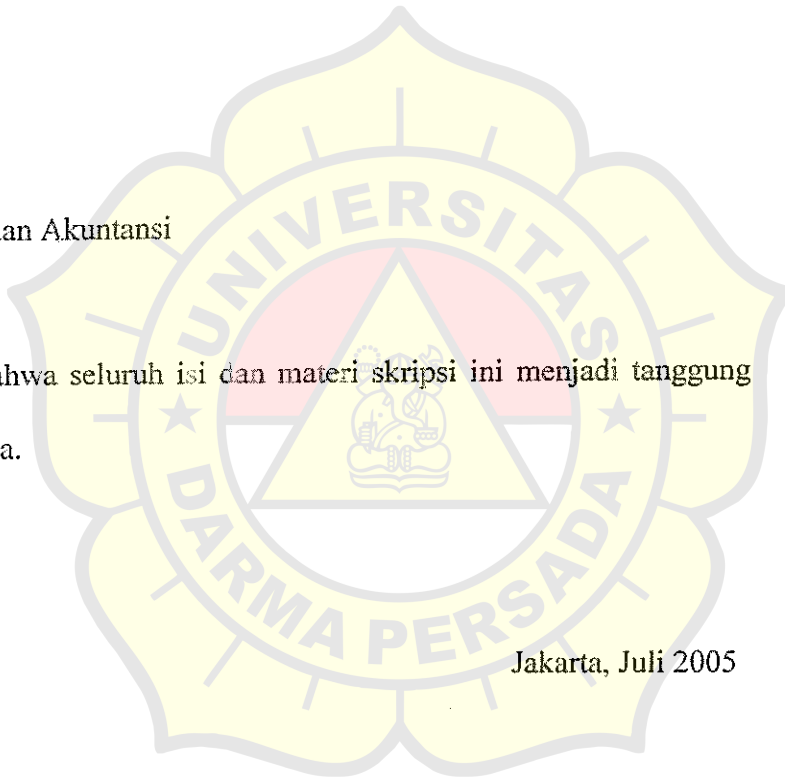 an Akuntansi
ahwa seluruh isi dan materi skripsi ini menjadi tanggung
a.
Jakarta, Juli 2005
UNIVERSITAS
DARMA PERSADA